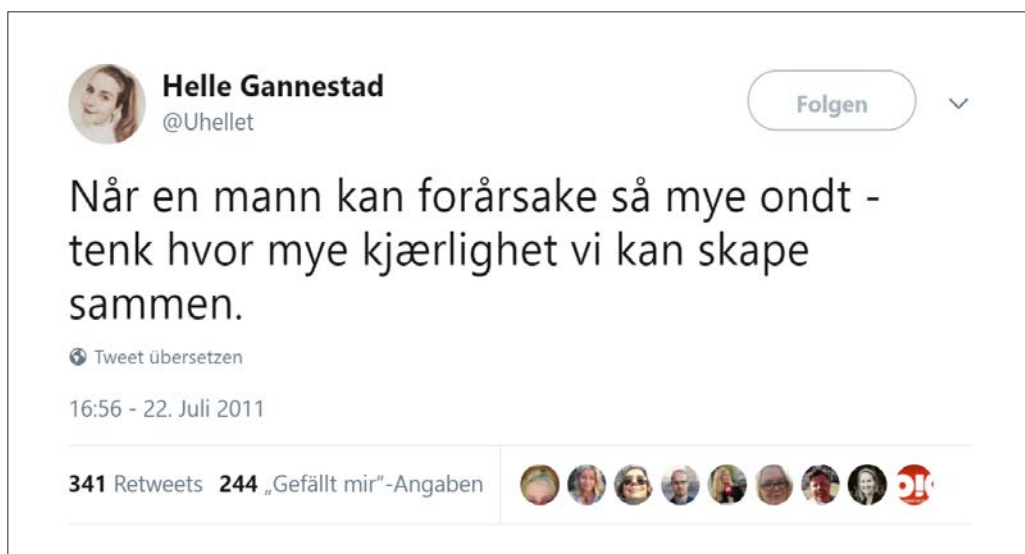 Helle Gannestad
@Uhellet
Folgen
Når en mann kan forårsake så mye ondt -
tenk hvor mye kjærlighet vi kan skape
sammen.
Tweet übersetzen
16:56 - 22. Juli 2011
341 Retweets 244 „Gefällt mir"-Angaben